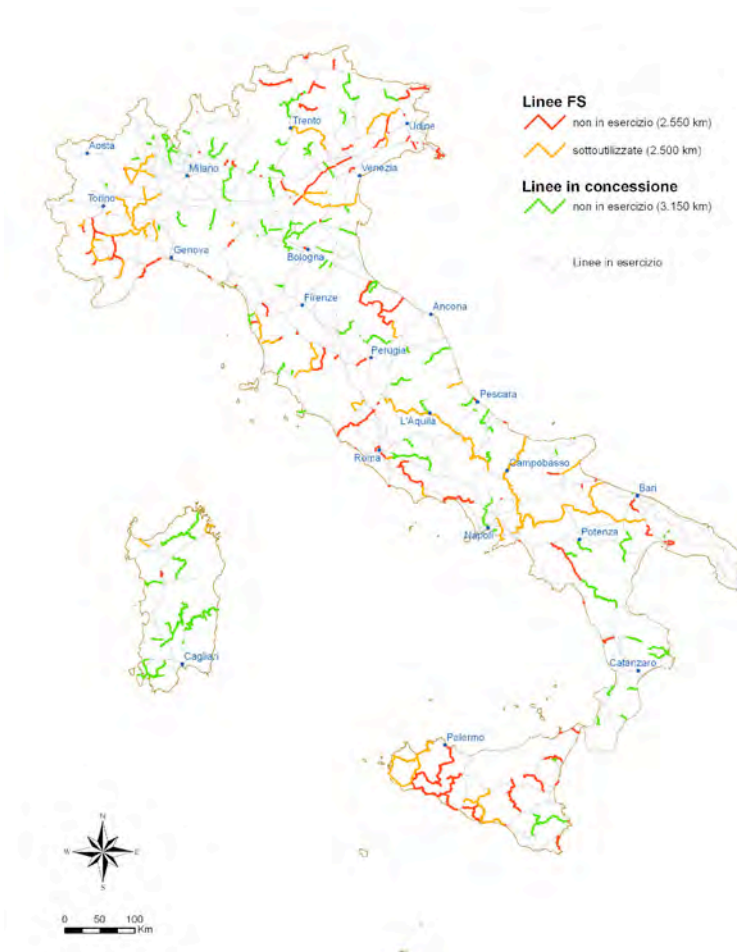 Linee FS
non in esercizio (2.550 km)
sottoutilizzate (2.500 km)
Linee in concessione
non in esercizio (3.150 km)
Linee in esercizio
Trento
Udine
Aosta
Milano
Venezia
Torino
Genova
Bologna
Firenze
Ancona
Perugia
Pescara
L'Aquila
Roma
Campobasso
Bari
Napoli
Potenza
Cagliari
Catanzaro
Palermo
N
W E
S
0 50 100
Km